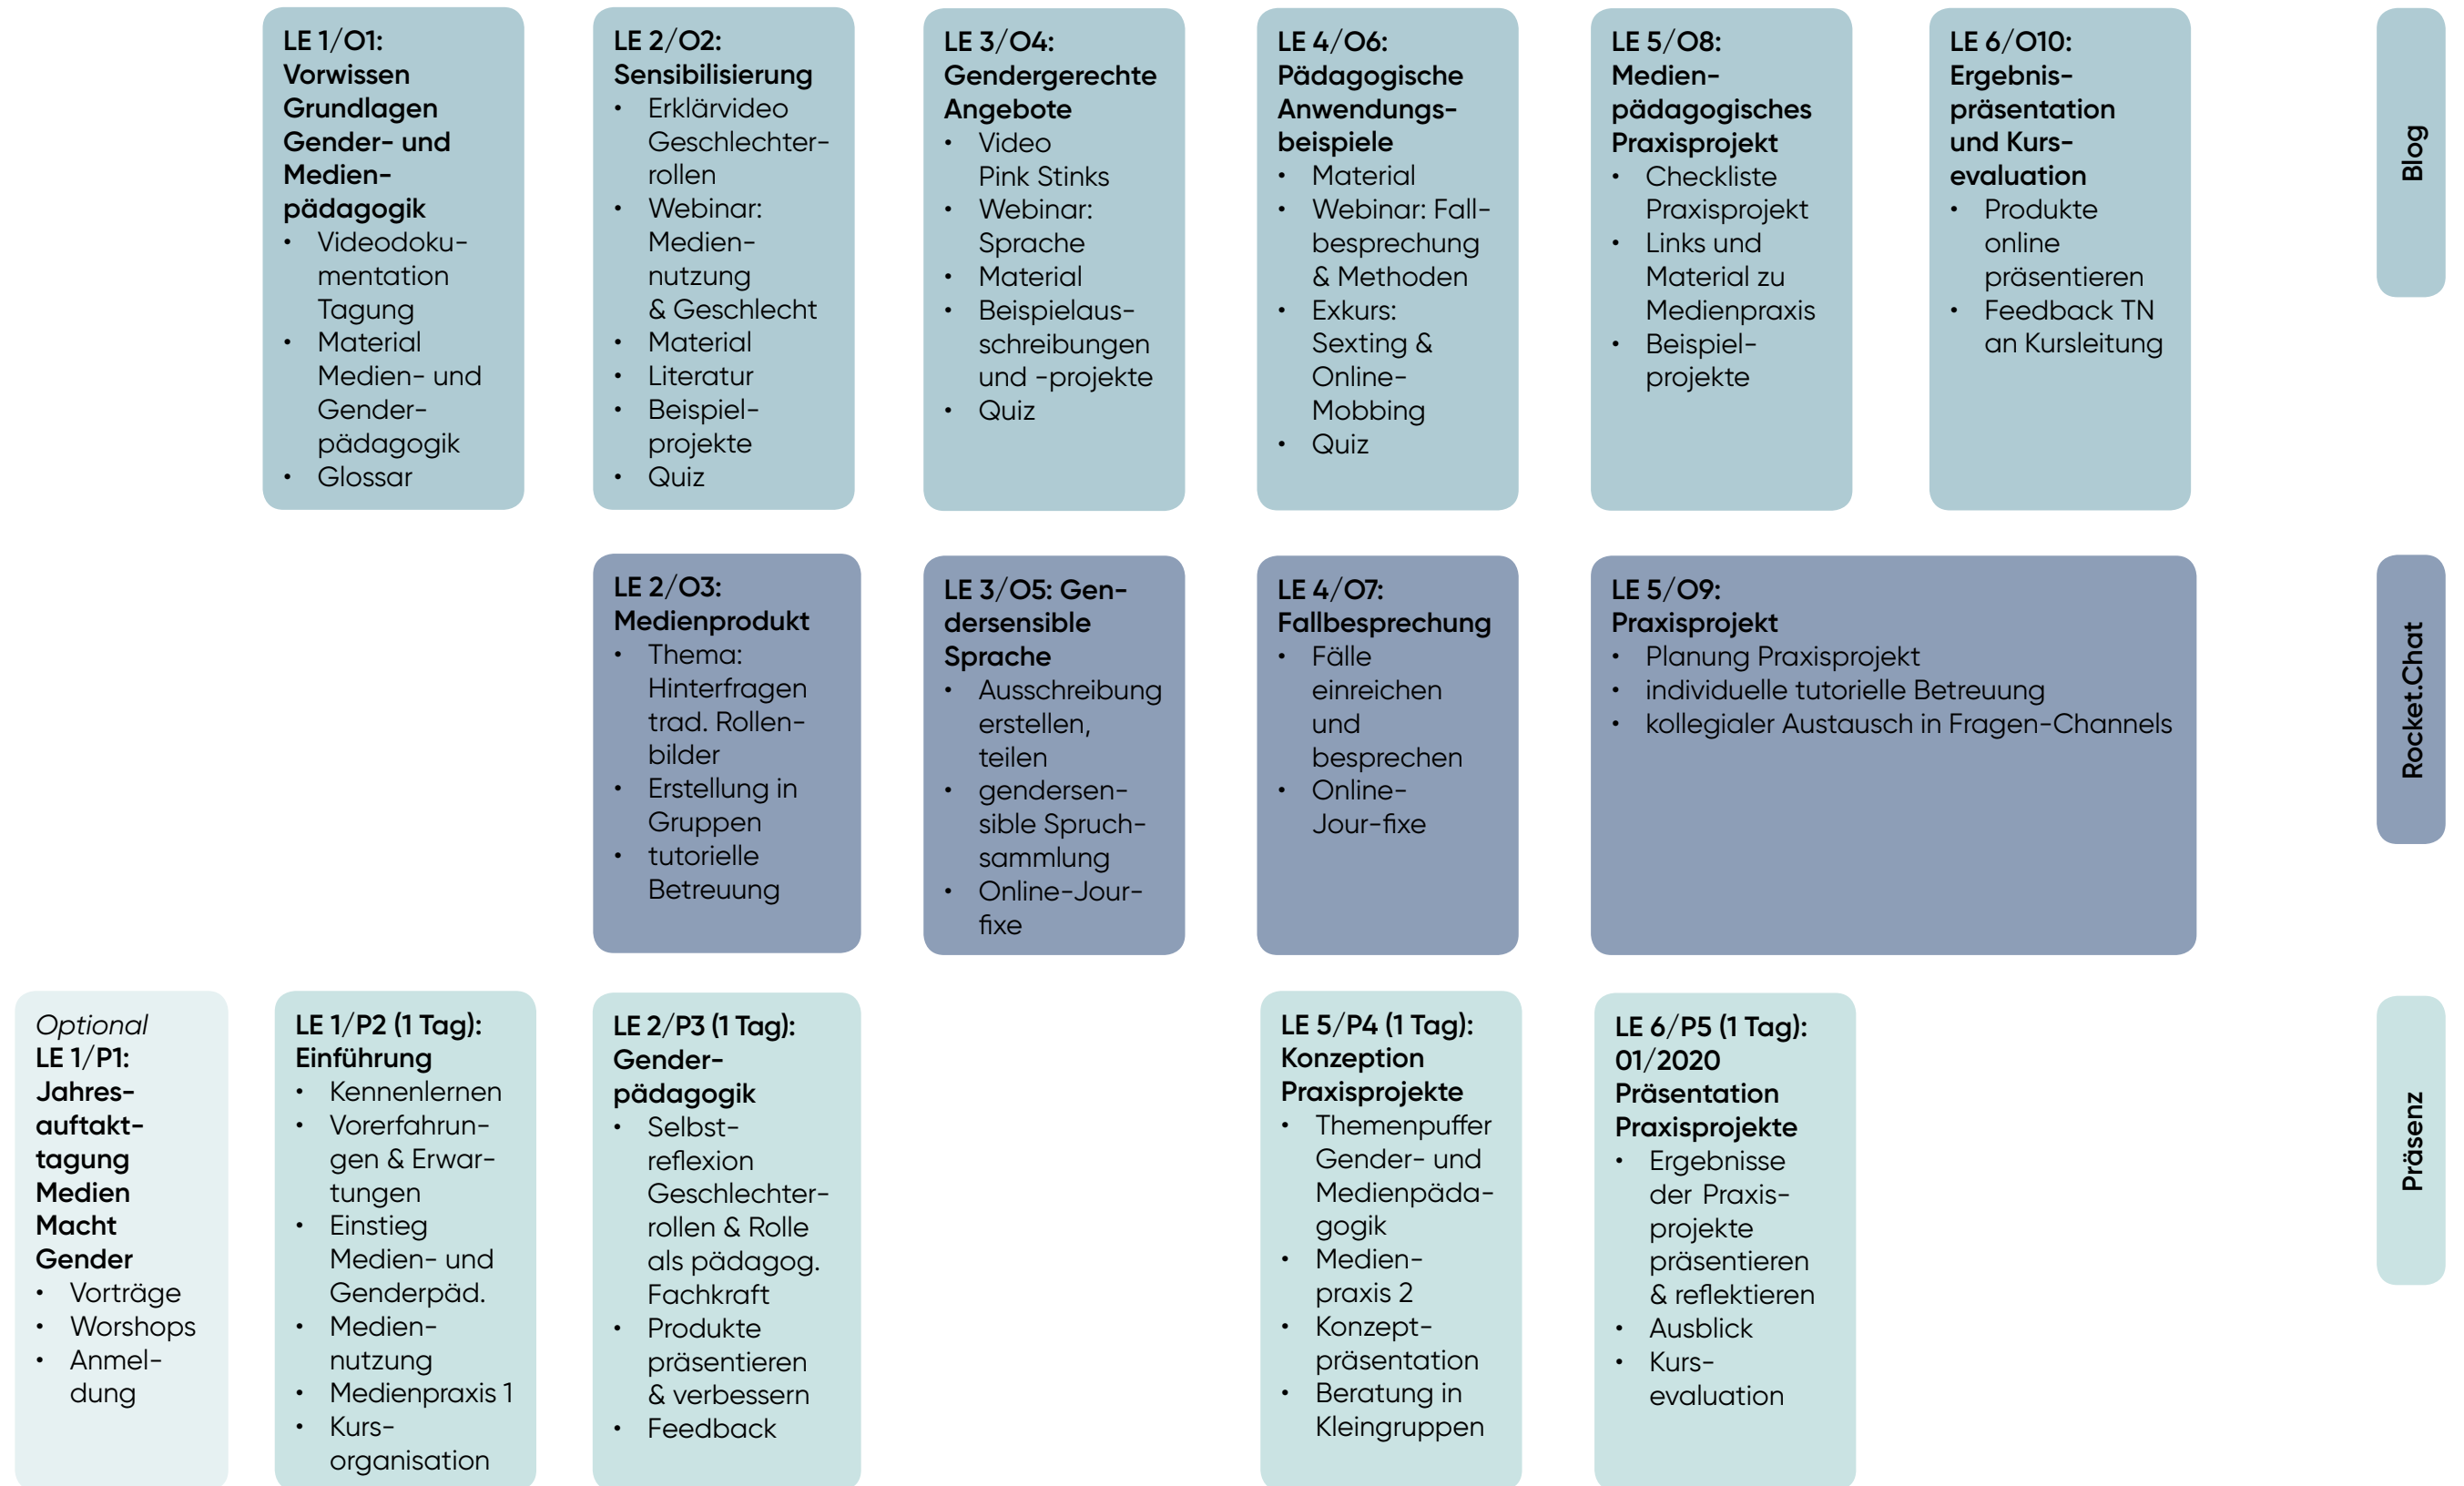 LE 1/O1:
Vorwissen
Grundlagen
Gender- und
Medien-
pädagogik
• Videodoku-
mentation
Tagung
• Material
Medien- und
Gender-
pädagogik
• Glossar
LE 2/O2:
Sensibilisierung
• Erklärvideo
Geschlechter-
rollen
• Webinar:
Medien-
nutzung
& Geschlecht
• Material
• Literatur
• Beispiel-
projekte
• Quiz
LE 3/O4:
Gendergerechte
Angebote
• Video
Pink Stinks
• Webinar:
Sprache
• Material
• Beispielaus-
schreibungen
und -projekte
• Quiz
LE 4/O6:
Pädagogische
Anwendungs-
beispiele
• Material
• Webinar: Fall-
besprechung
& Methoden
• Exkurs:
Sexting &
Online-
Mobbing
• Quiz
LE 5/O8:
Medien-
pädagogisches
Praxisprojekt
• Checkliste
Praxisprojekt
• Links und
Material zu
Medienpraxis
• Beispiel-
projekte
LE 6/O10:
Ergebnis-
präsentation
und Kurs-
evaluation
• Produkte
online
präsentieren
• Feedback TN
an Kursleitung
Blog
LE 2/O3:
Medienprodukt
• Thema:
Hinterfragen
trad. Rollen-
bilder
• Erstellung in
Gruppen
• tutorielle
Betreuung
LE 3/O5: Gen-
dersensible
Sprache
• Ausschreibung
erstellen,
teilen
• gendersen-
sible Spruch-
sammlung
• Online-Jour-
fixe
LE 4/O7:
Fallbesprechung
• Fälle
einreichen
und
besprechen
• Online-
Jour-fixe
LE 5/O9:
Praxisprojekt
• Planung Praxisprojekt
• individuelle tutorielle Betreuung
• kollegialer Austausch in Fragen-Channels
Rocket.Chat
Optional
LE 1/P1:
Jahres-
auftakt-
tagung
Medien
Macht
Gender
• Vorträge
• Worshops
• Anmel-
dung
LE 1/P2 (1 Tag):
Einführung
• Kennenlernen
• Vorerfahrun-
gen & Erwar-
tungen
• Einstieg
Medien- und
Genderpäd.
• Medien-
nutzung
• Medienpraxis 1
• Kurs-
organisation
LE 2/P3 (1 Tag):
Gender-
pädagogik
• Selbst-
reflexion
Geschlechter-
rollen & Rolle
als pädagog.
Fachkraft
• Produkte
präsentieren
& verbessern
• Feedback
LE 5/P4 (1 Tag):
Konzeption
Praxisprojekte
• Themenpuffer
Gender- und
Medienpäda-
gogik
• Medien-
praxis 2
• Konzept-
präsentation
• Beratung in
Kleingruppen
LE 6/P5 (1 Tag):
01/2020
Präsentation
Praxisprojekte
• Ergebnisse
der Praxis-
projekte
präsentieren
& reflektieren
• Ausblick
• Kurs-
evaluation
Präsenz